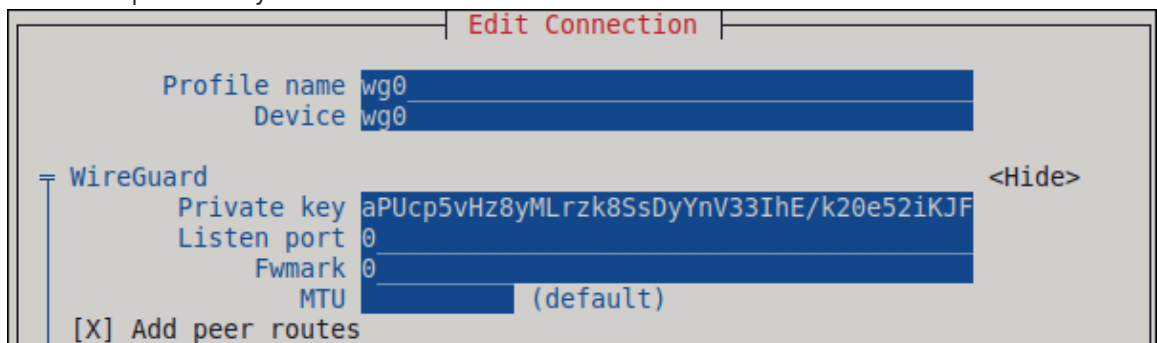 Edit Connection
Profile name wg0
Device wg0
WireGuard <Hide>
Private key aPUcp5vHz8yMLrzk8SsDyYnV33IhE/k20e52iKJF
Listen port 0
Fwmark 0
MTU (default)
[X] Add peer routes